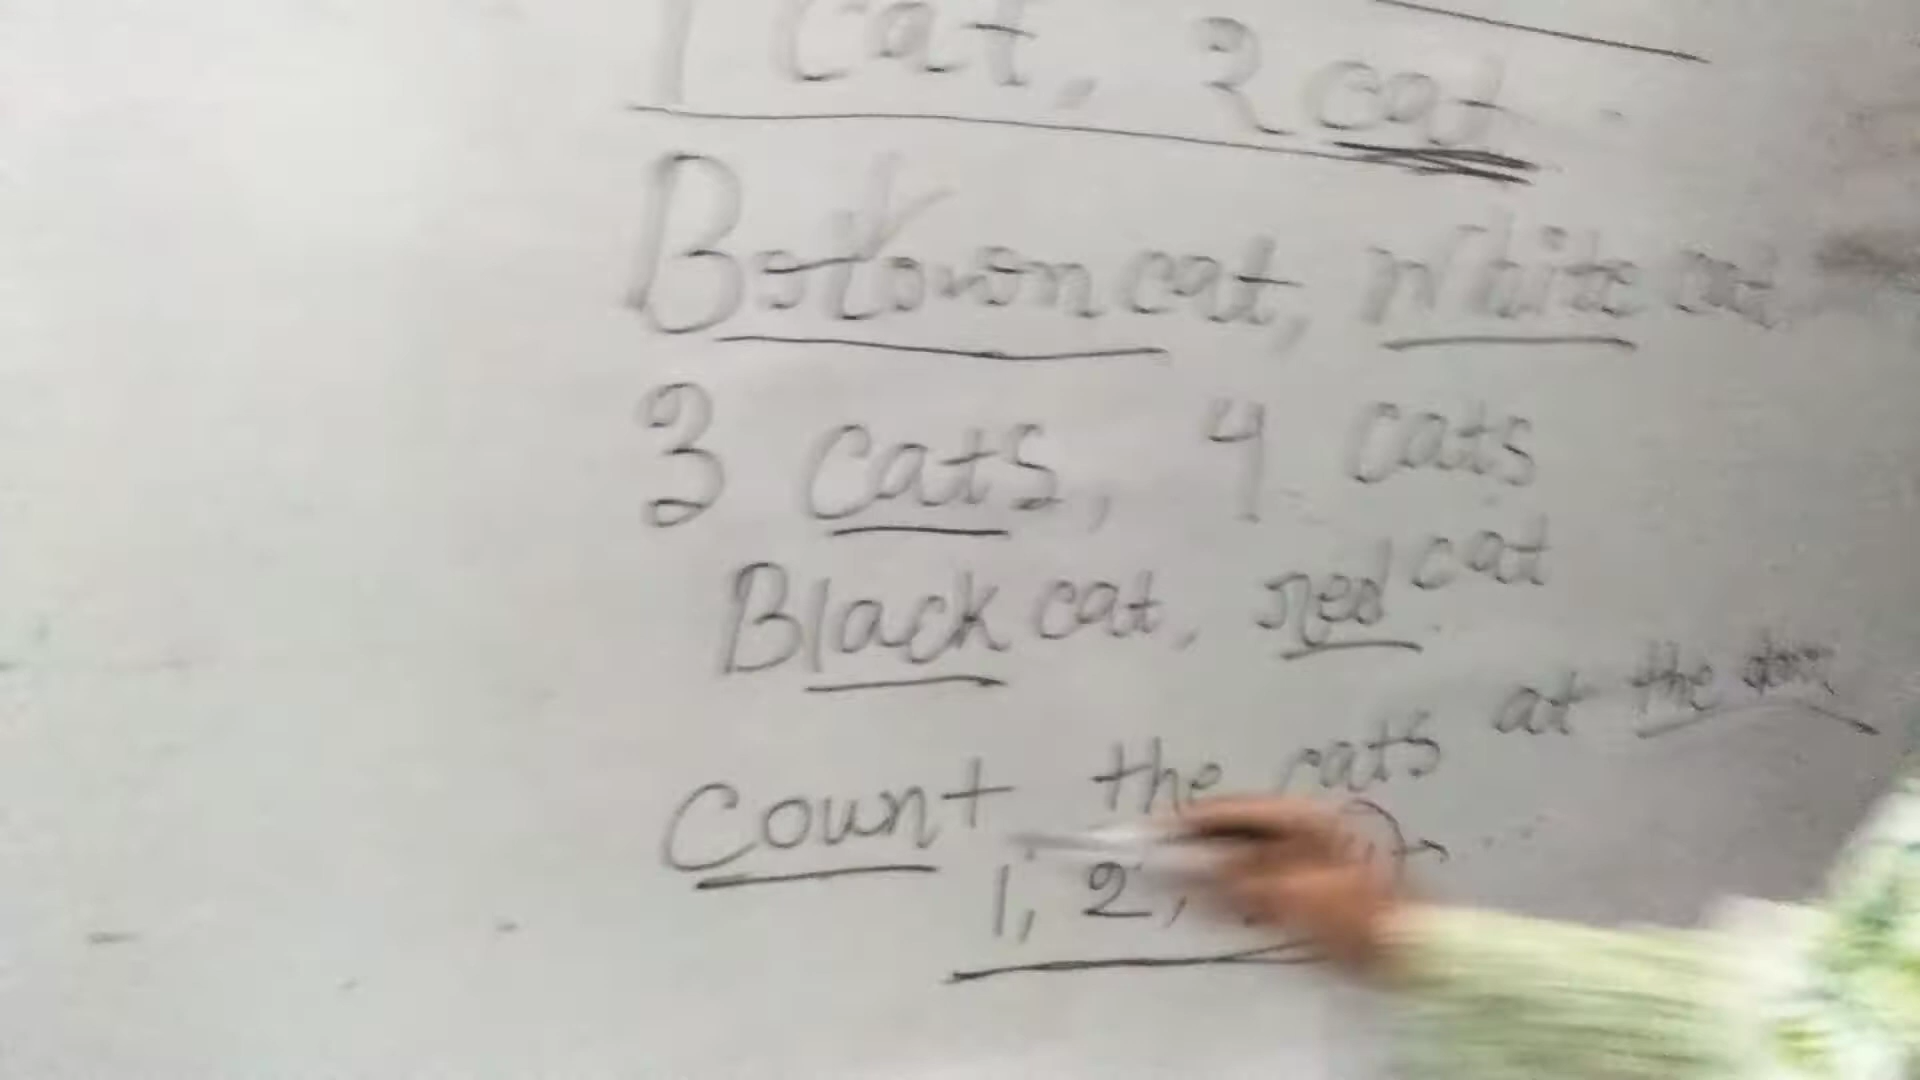 1 cat, 2 cat
Brown cat, white cat
3 cats, 4 cats
Black cat, red cat
Count the cats at the
1, 2,